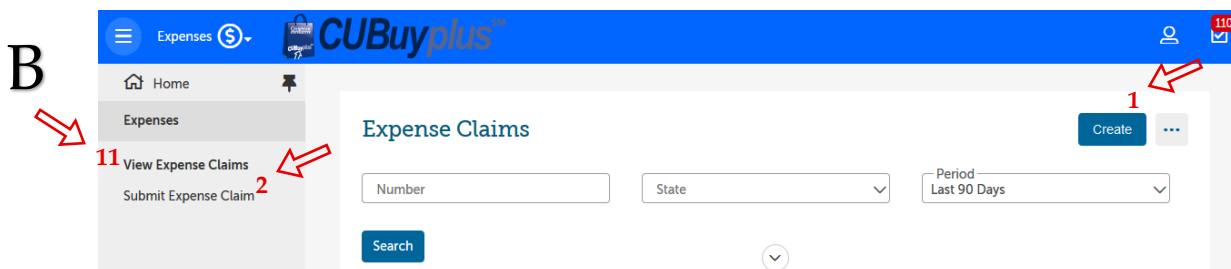 B
Expenses
CUBuyplus℠
110
Home
1
Expenses
Expense Claims
Create
11 View Expense Claims
2
Submit Expense Claim
Number
State
Period
Last 90 Days
Search